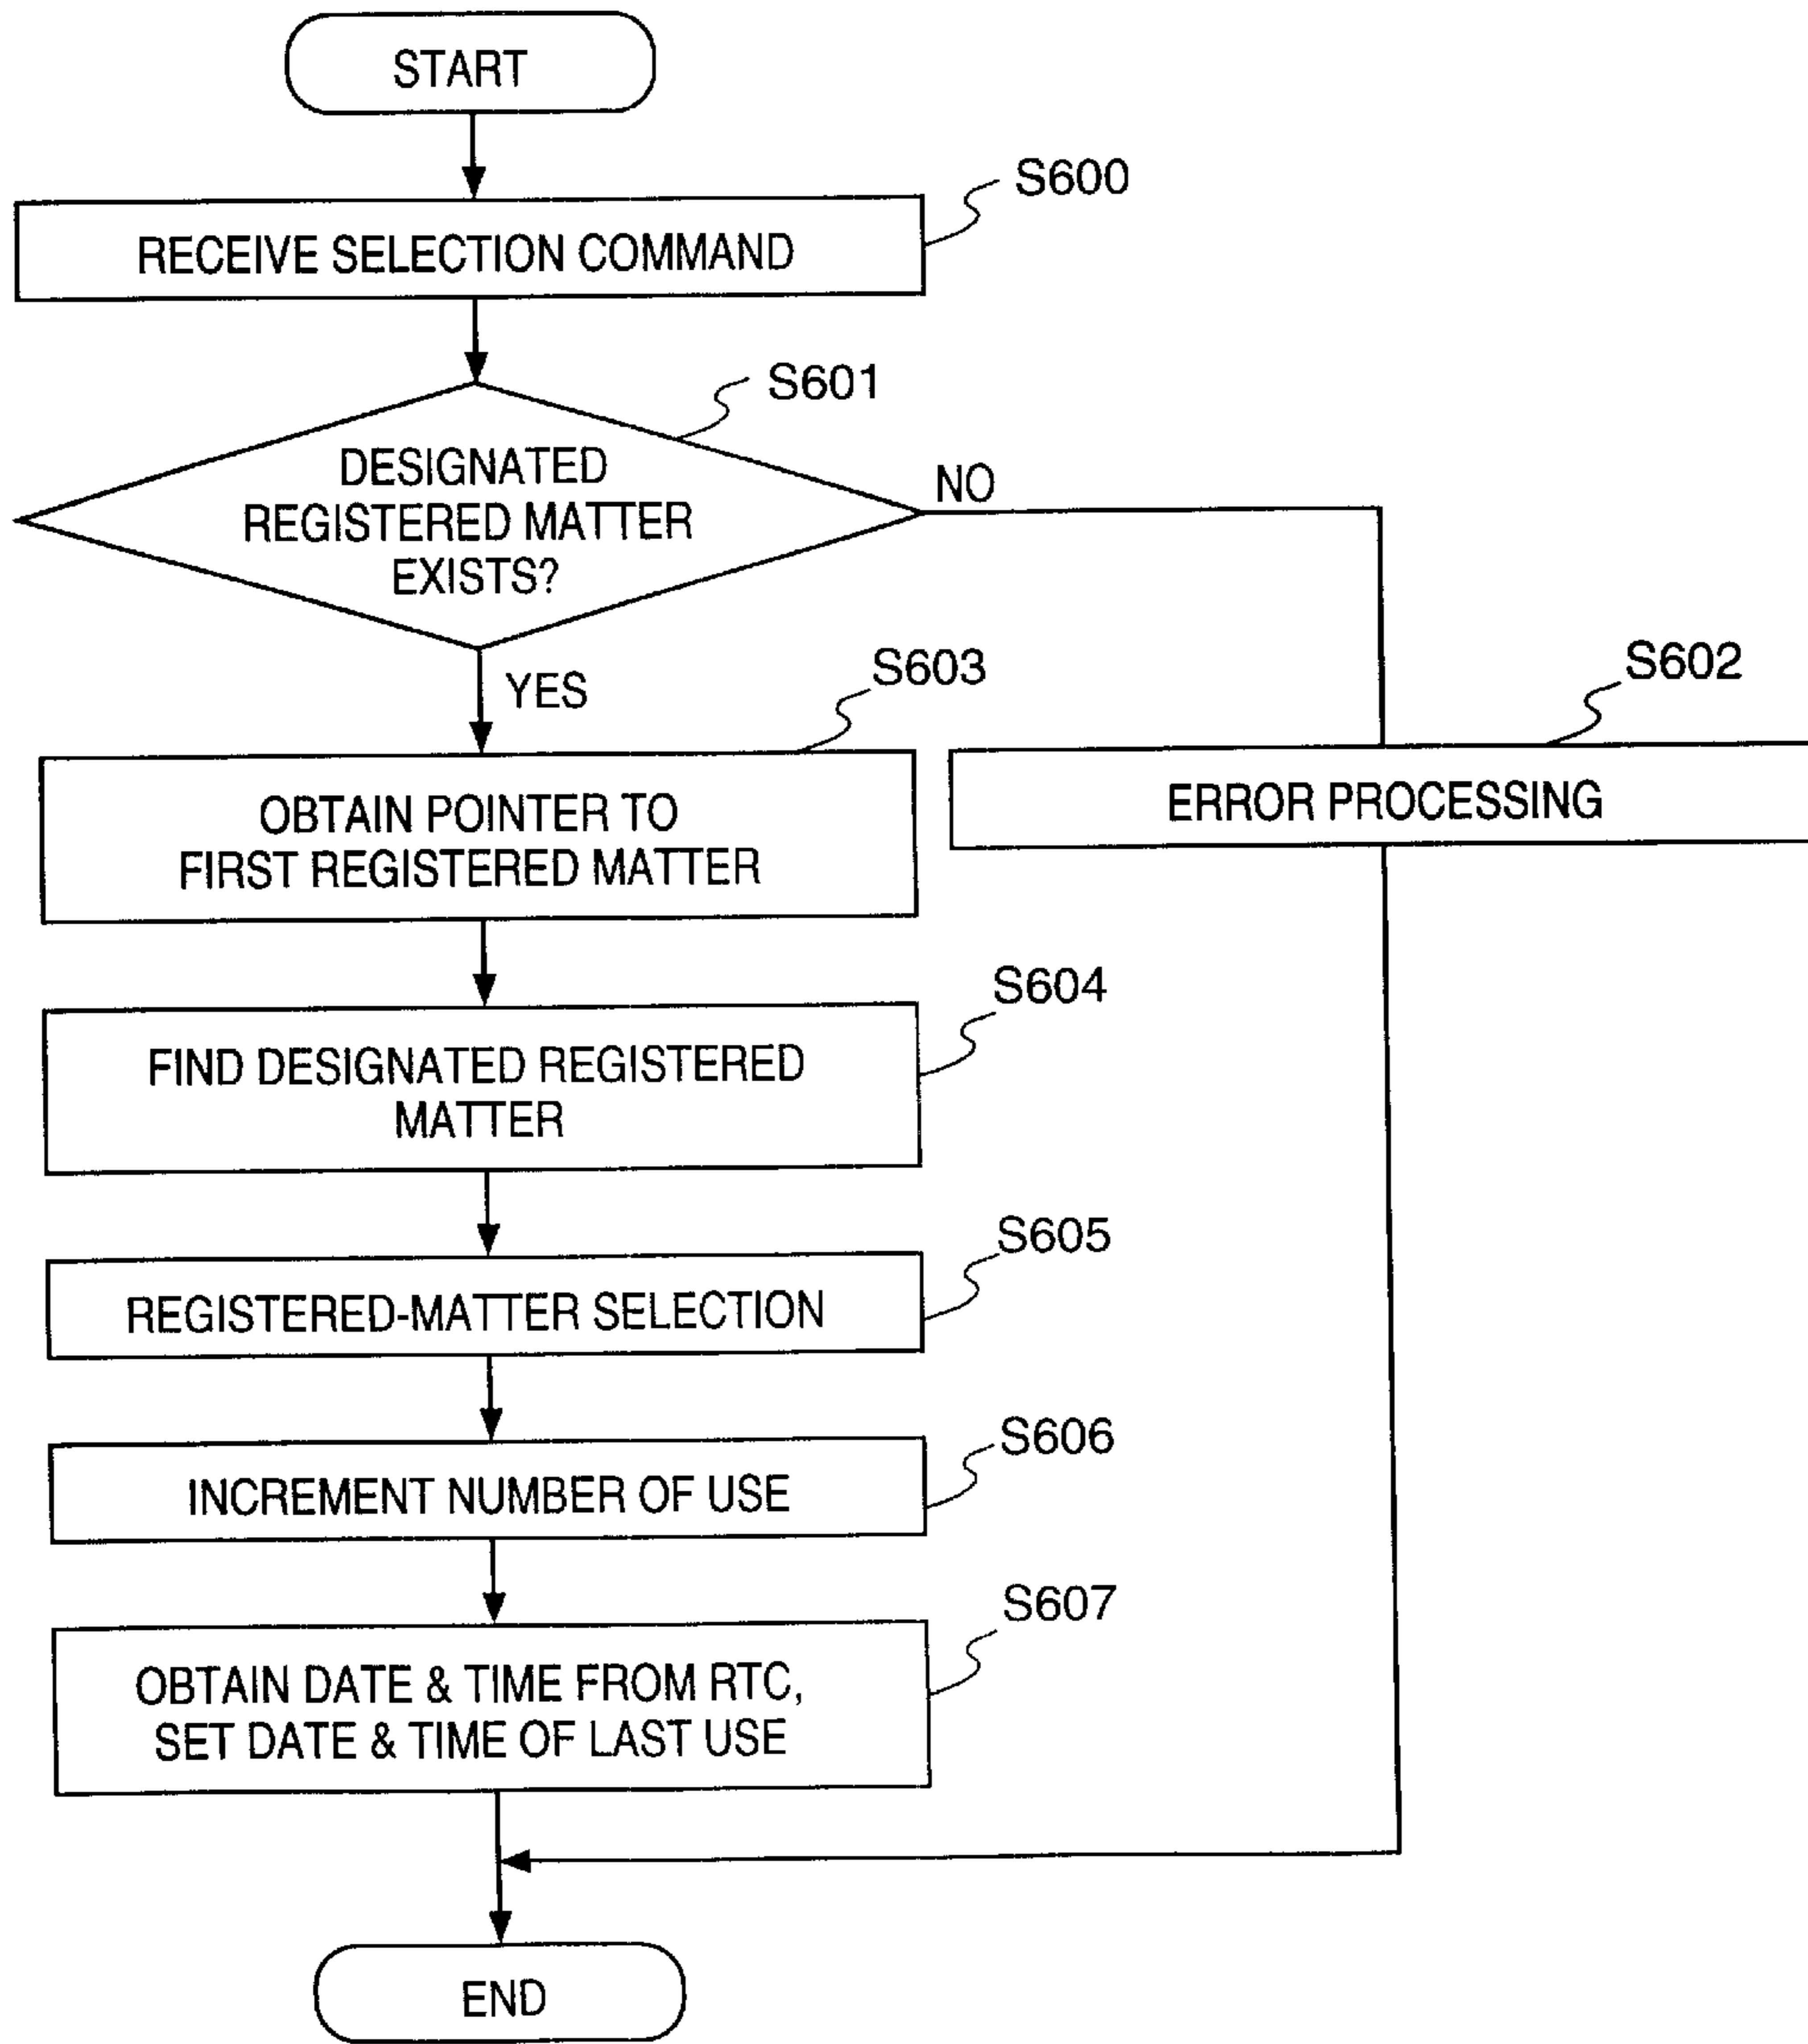 START
S600
RECEIVE SELECTION COMMAND
S601
DESIGNATED
REGISTERED MATTER
EXISTS?
NO
YES
S603
S602
OBTAIN POINTER TO
FIRST REGISTERED MATTER
ERROR PROCESSING
S604
FIND DESIGNATED REGISTERED
MATTER
S605
REGISTERED-MATTER SELECTION
S606
INCREMENT NUMBER OF USE
S607
OBTAIN DATE & TIME FROM RTC,
SET DATE & TIME OF LAST USE
END